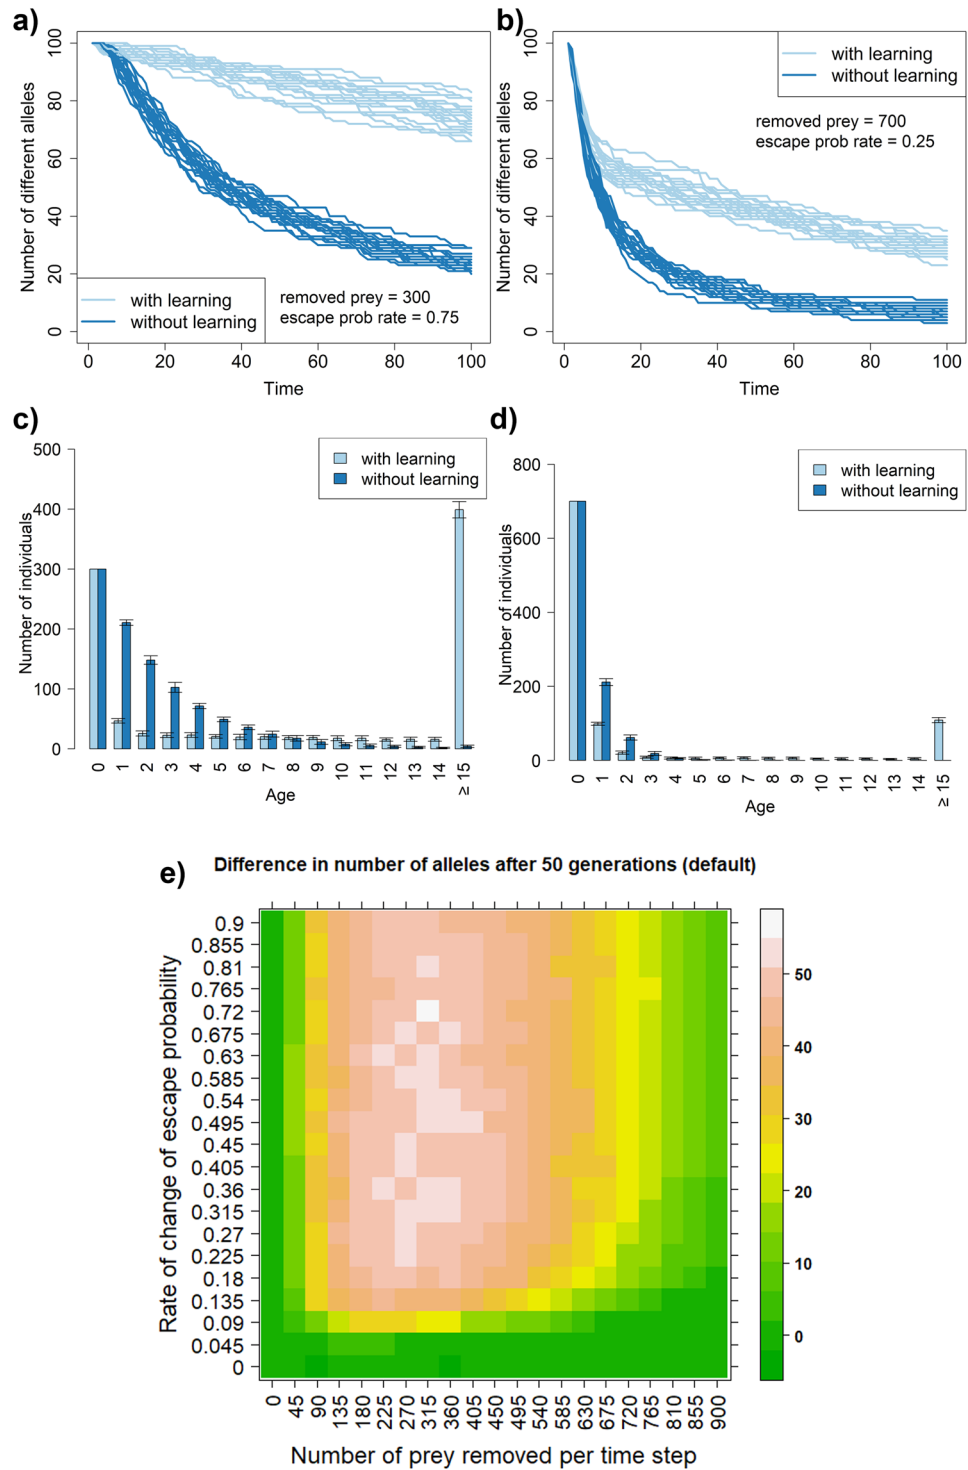 a)
100
80
60
40
20
0
Number of different alleles
with learning
without learning
removed prey = 300
escape prob rate = 0.75
0 20 40 60 80 100
Time
b)
100
80
60
40
20
0
Number of different alleles
with learning
without learning
removed prey = 700
escape prob rate = 0.25
0 20 40 60 80 100
Time
c)
500
400
300
200
100
0
Number of individuals
with learning
without learning
0 1 2 3 4 5 6 7 8 9 10 11 12 13 14 ≥ 15
Age
d)
800
600
400
200
0
Number of individuals
with learning
without learning
0 1 2 3 4 5 6 7 8 9 10 11 12 13 14 ≥ 15
Age
e)
Difference in number of alleles after 50 generations (default)
Rate of change of escape probability
0.9
0.855
0.81
0.765
0.72
0.675
0.63
0.585
0.54
0.495
0.45
0.405
0.36
0.315
0.27
0.225
0.18
0.135
0.09
0.045
0
50
40
30
20
10
0
0 45 90 135 180 225 270 315 360 405 450 495 540 585 630 675 720 765 810 855 900
Number of prey removed per time step